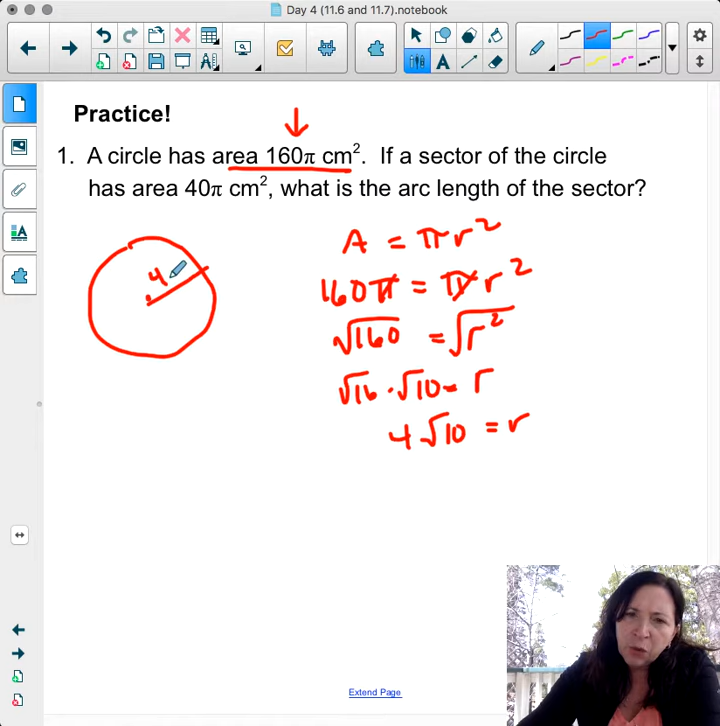 Day 4 (11.6 and 11.7).notebook
Practice!
1. A circle has area 160π cm². If a sector of the circle
has area 40π cm², what is the arc length of the sector?
A = πr²
160π = πr²
√160 = √r²
√16 · √10 = r
4√10 = r
4
Extend Page